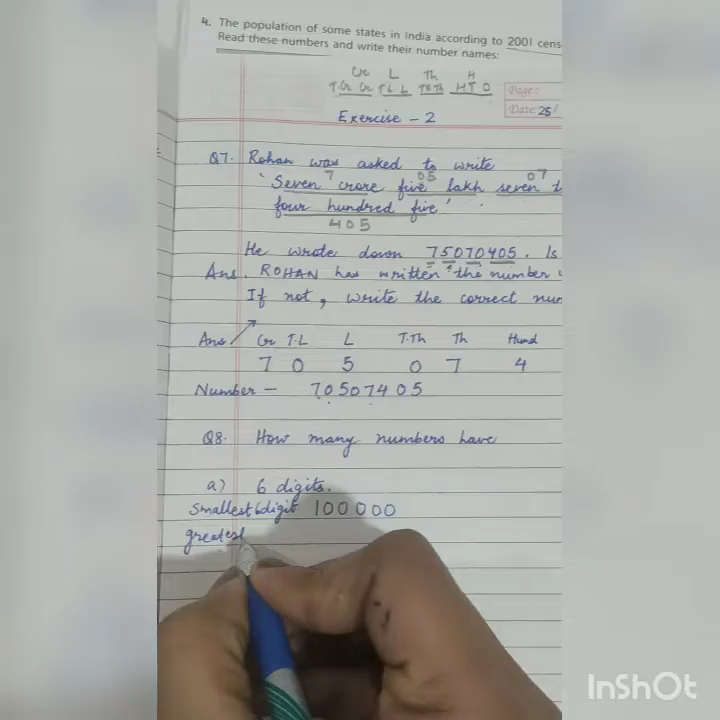 4. The population of some states in India according to 2001 cens
Read these numbers and write their number names:
Cr L Th H
T.Cr Cr T.L L T.Th Th H T O
Page:
Date: 25/
Exercise - 2
Q7. Rohan was asked to write
7 05 07
'Seven crore five lakh seven t
four hundred five'
405
He wrote down 75070405. Is
Ans. ROHAN has written the number
If not, write the correct num
Ans Cr T.L L T.Th Th Hund
7 0 5 0 7 4
Number - 70507405
Q8. How many numbers have
a) 6 digits.
Smallest 6 digit 100000
greatest
InShOt